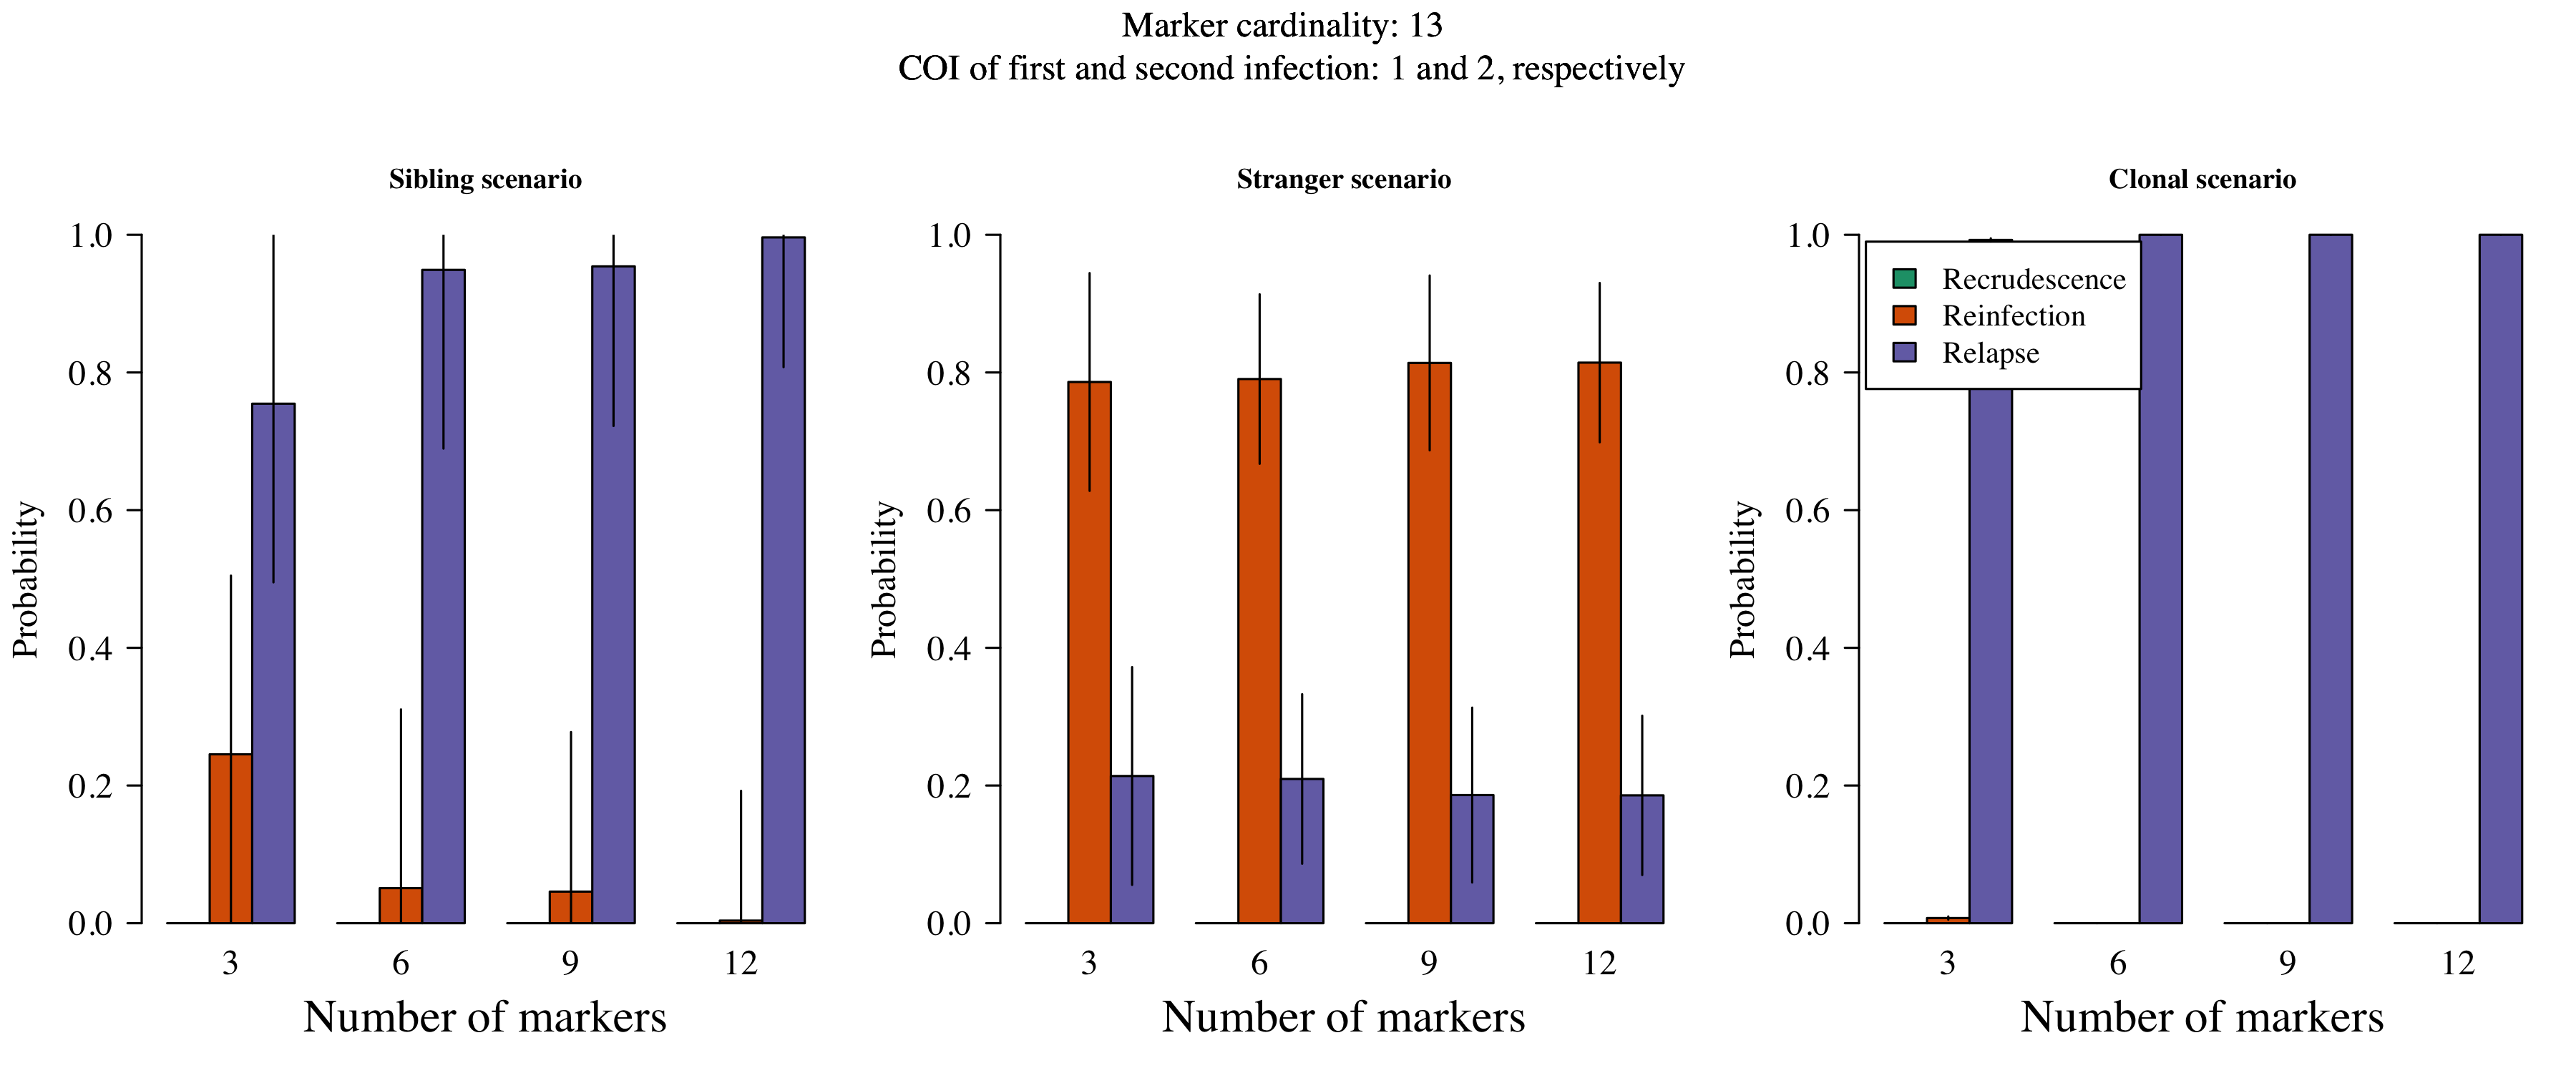 Marker cardinality: 13
COI of first and second infection: 1 and 2, respectively
Sibling scenario
1.0
0.8
0.6
0.4
0.2
0.0
Probability
3 6 9 12
Number of markers
Stranger scenario
1.0
0.8
0.6
0.4
0.2
0.0
Probability
3 6 9 12
Number of markers
Clonal scenario
1.0
0.8
0.6
0.4
0.2
0.0
Probability
Recrudescence
Reinfection
Relapse
3 6 9 12
Number of markers